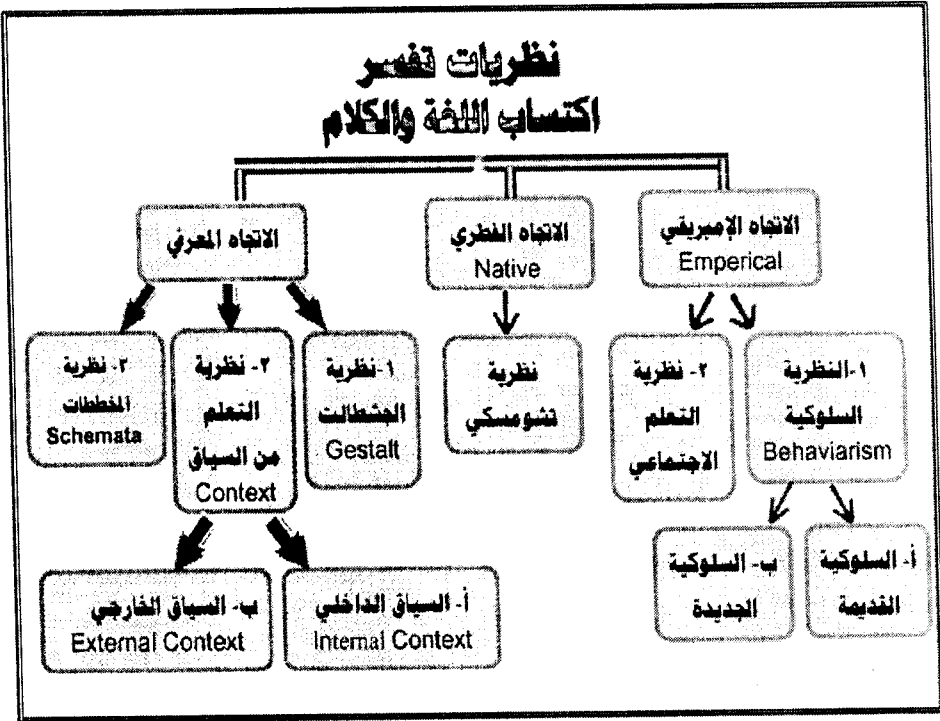 نظريات تفسر
اكتساب اللغة والكلام
الاتجاه الإمبريقي
Emperical
الاتجاه الفطري
Native
الاتجاه المعرفي
١-النظرية
السلوكية
Behaviarism
٢- نظرية
التعلم
الاجتماعي
نظرية
تشومسكي
١-نظرية
الجشطالت
Gestalt
٢- نظرية
التعلم
من السياق
Context
٣- نظرية
المخططات
Schemata
أ- السلوكية
القديمة
ب- السلوكية
الجديدة
أ- السياق الداخلي
Internal Context
ب- السياق الخارجي
External Context